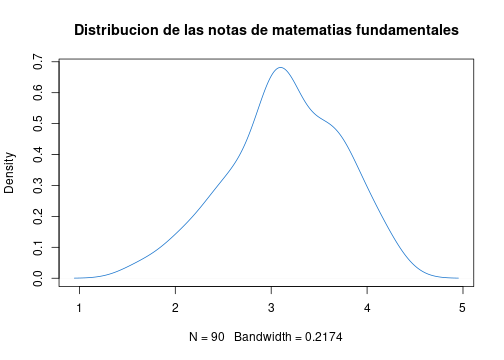 Distribucion de las notas de matematias fundamentales
0.7
0.6
0.5
0.4
0.3
0.2
0.1
0.0
Density
1 2 3 4 5
N = 90 Bandwidth = 0.2174